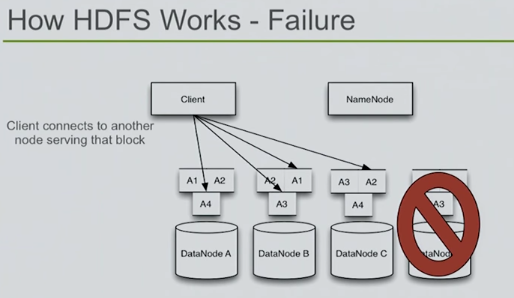 How HDFS Works - Failure
Client
NameNode
Client connects to another
node serving that block
A1 A2
A4
A2 A1
A3
A3 A2
A4
A3
DataNode A
DataNode B
DataNode C